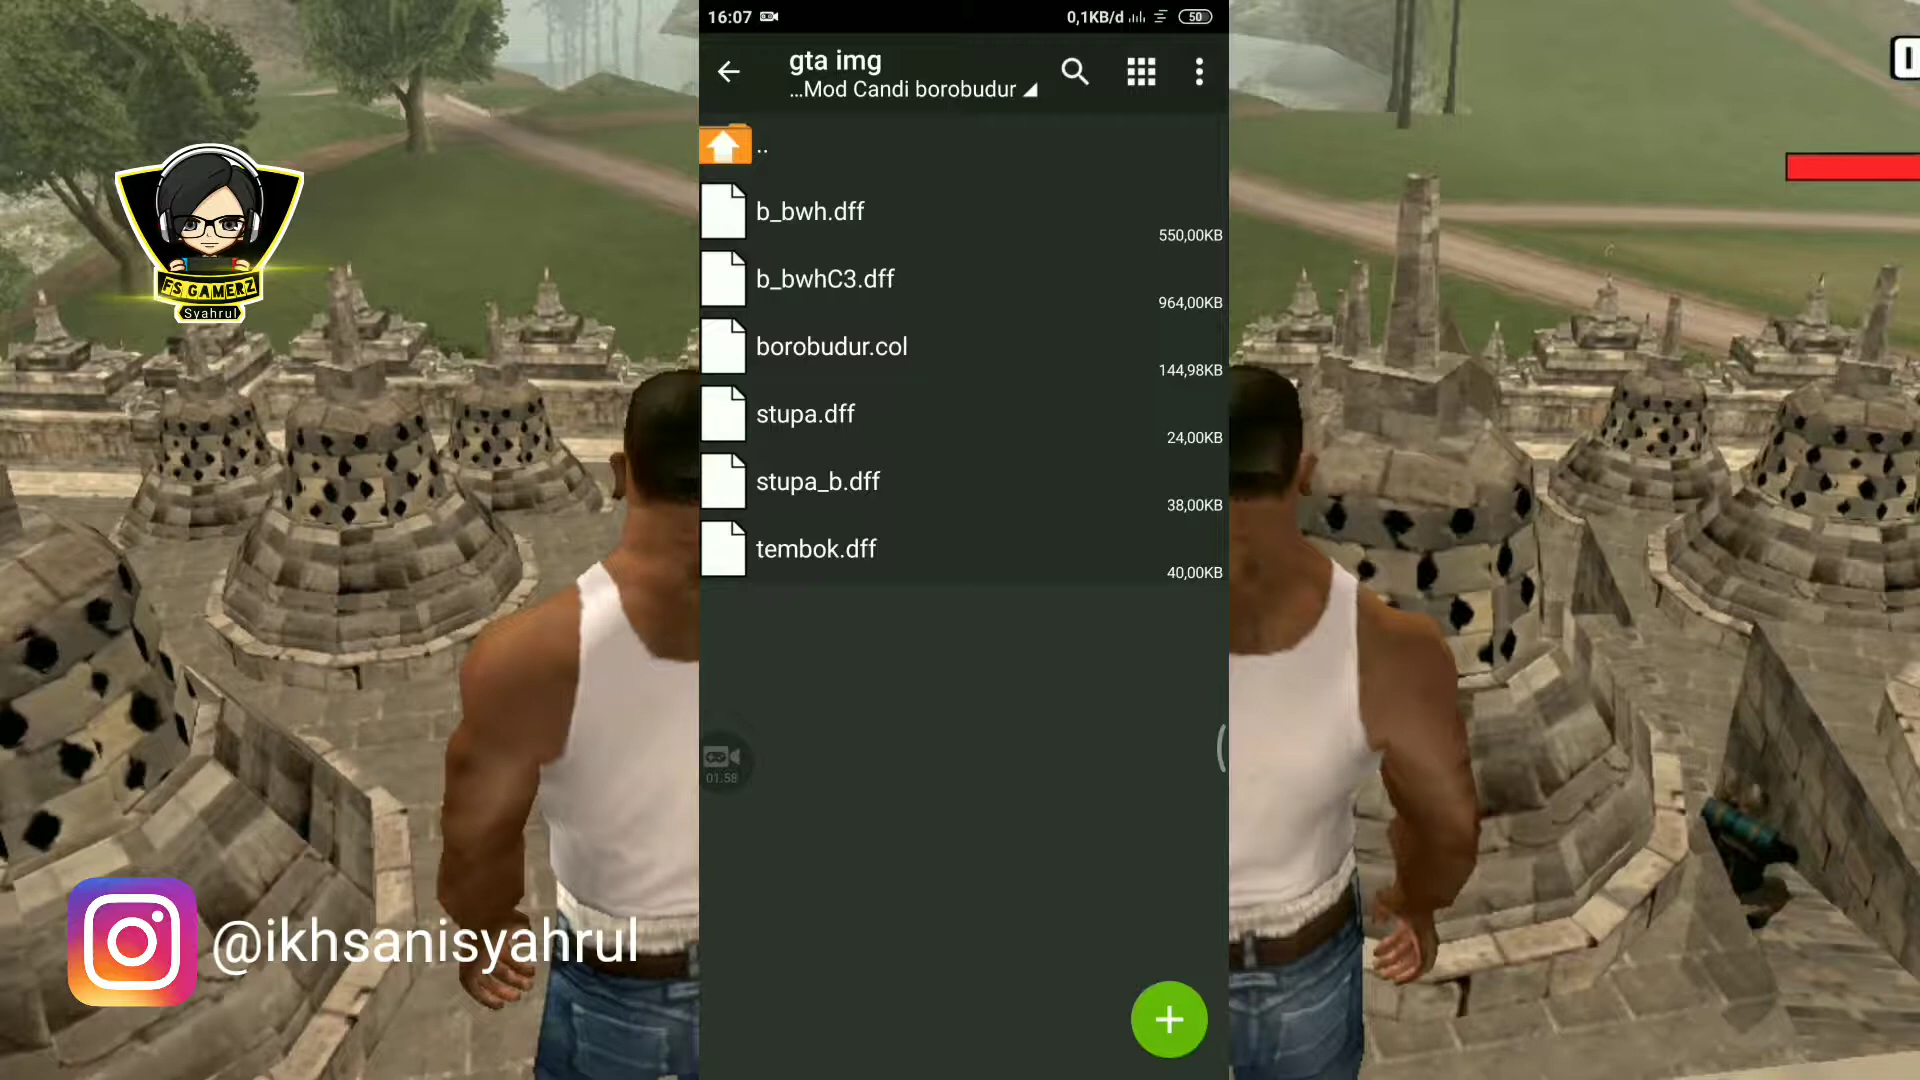 16:07
0,1KB/d
50
gta img
...Mod Candi borobudur
..
b_bwh.dff
550,00KB
b_bwhC3.dff
964,00KB
borobudur.col
144,98KB
stupa.dff
24,00KB
stupa_b.dff
38,00KB
tembok.dff
40,00KB
01.58
FS GAMERZ
Syahrul
@ikhsanisyahrul